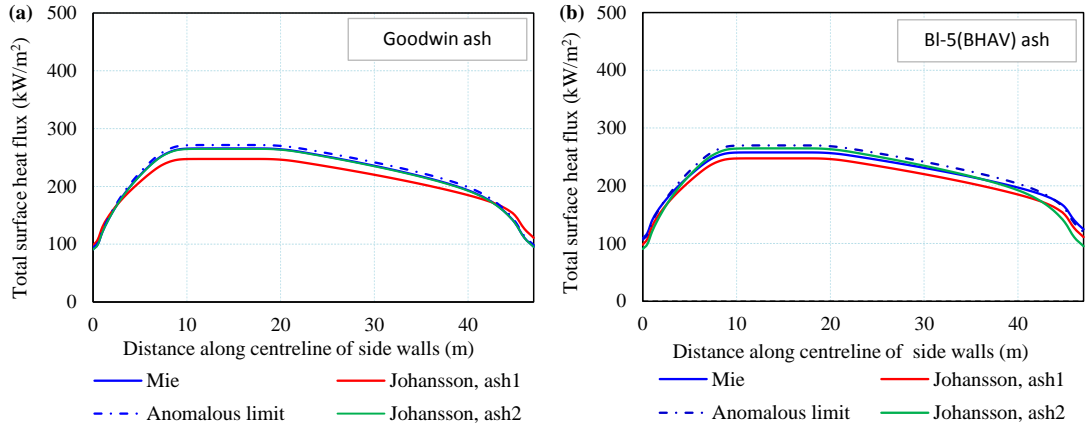 (a)
Total surface heat flux (kW/m²)
500
400
300
200
100
0
Goodwin ash
0 10 20 30 40
Distance along centreline of side walls (m)
Mie Johansson, ash1
Anomalous limit Johansson, ash2
(b)
Total surface heat flux (kW/m²)
500
400
300
200
100
0
Bl-5(BHAV) ash
0 10 20 30 40
Distance along centreline of side walls (m)
Mie Johansson, ash1
Anomalous limit Johansson, ash2